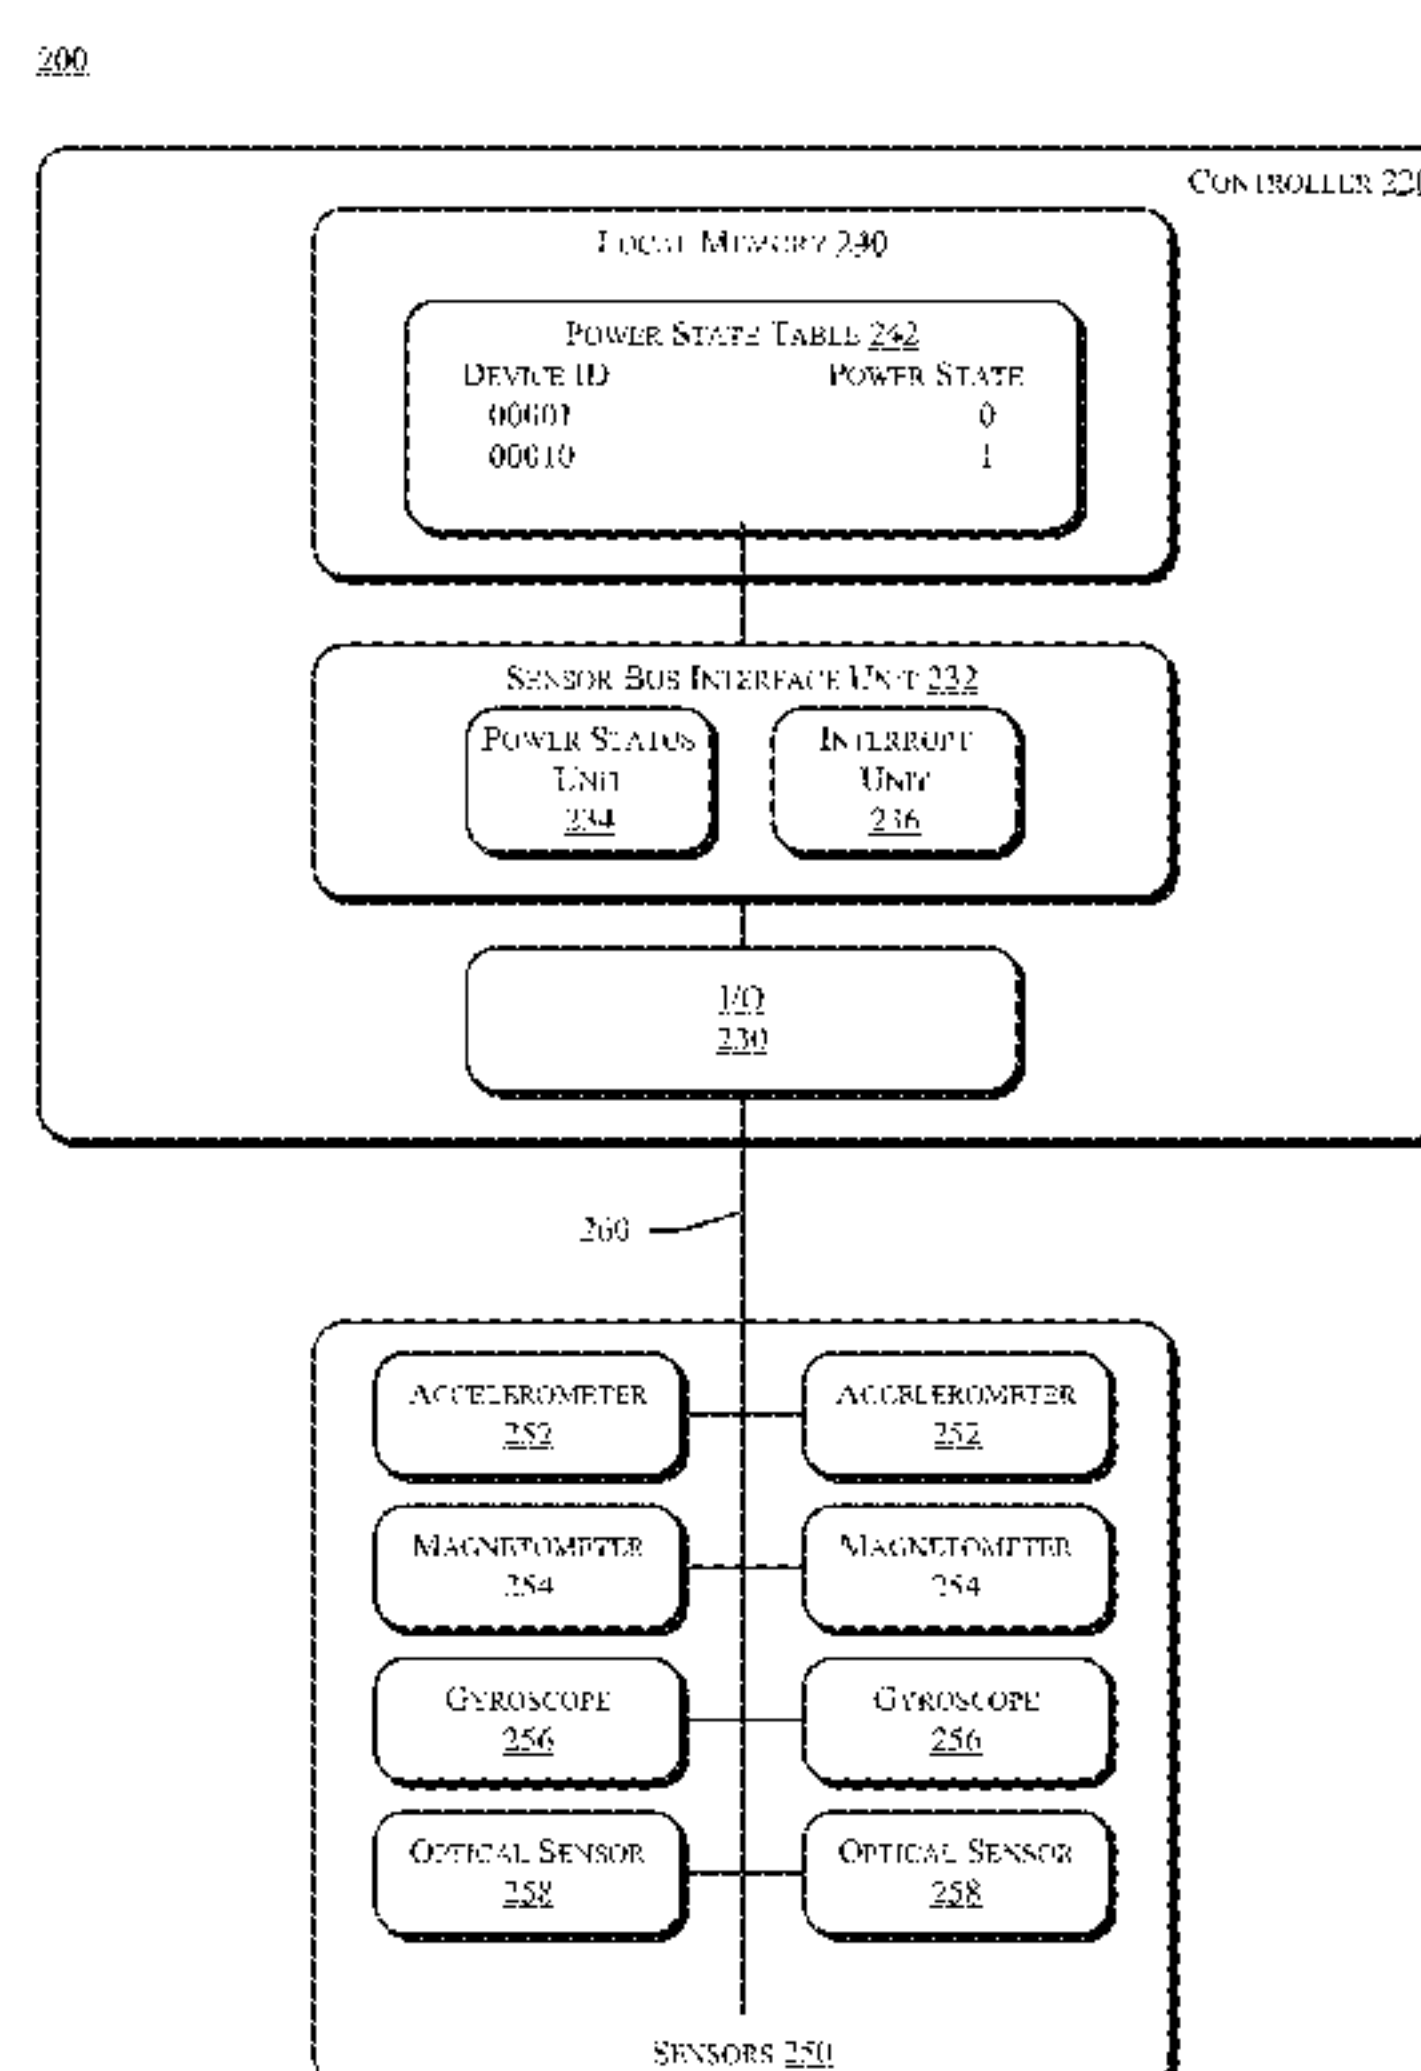 200
CONTROLLER 220
LOCAL MEMORY 240
POWER STATE TABLE 242
DEVICE ID POWER STATE
00001 0
00010 1
SENSOR BUS INTERFACE UNIT 232
POWER STATUS
UNIT
234
INTERRUPT
UNIT
236
I/O
230
260
ACCELEROMETER
252
ACCELEROMETER
252
MAGNETOMETER
254
MAGNETOMETER
254
GYROSCOPE
256
GYROSCOPE
256
OPTICAL SENSOR
258
OPTICAL SENSOR
258
SENSORS 250